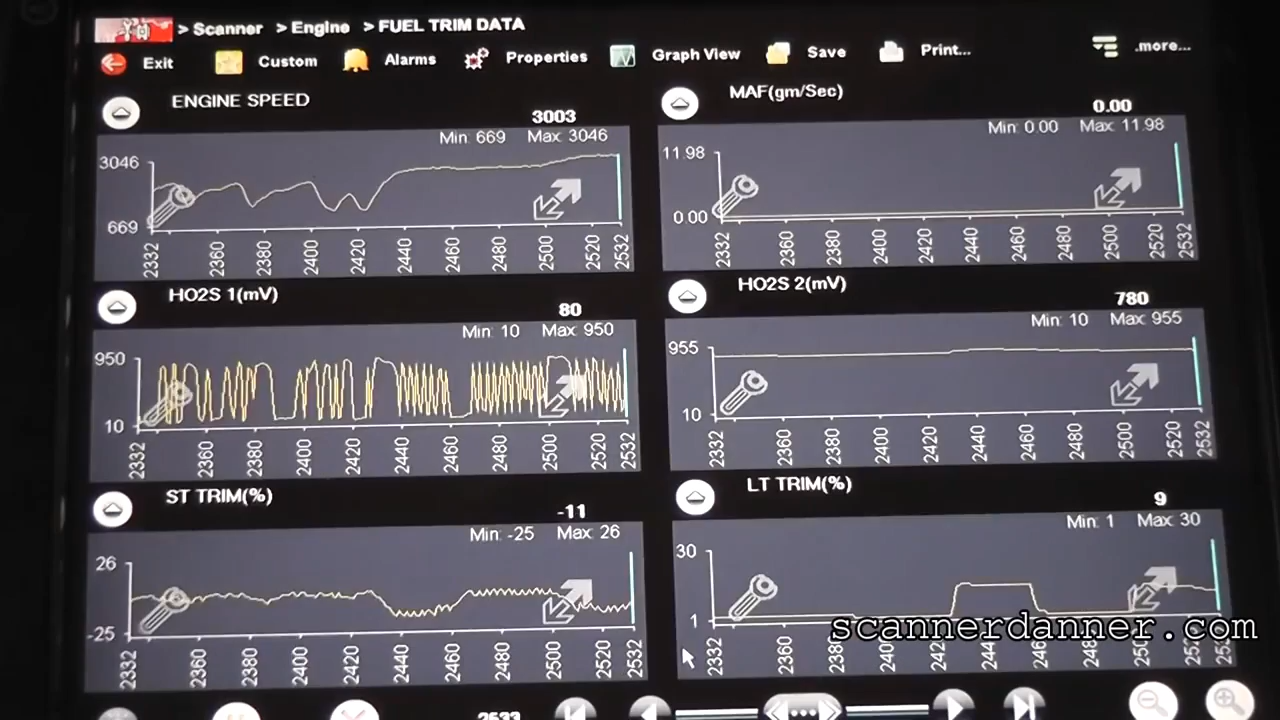 > Scanner > Engine > FUEL TRIM DATA
Exit Custom Alarms Properties Graph View Save Print... .more...
ENGINE SPEED
3003
Min: 669 Max: 3046
3046
669
2332 2360 2380 2400 2420 2440 2460 2480 2500 2520 2532
MAF(gm/Sec)
0.00
Min: 0.00 Max: 11.98
11.98
0.00
2332 2360 2380 2400 2420 2440 2460 2480 2500 2520 2532
HO2S 1(mV)
80
Min: 10 Max: 950
950
10
2332 2360 2380 2400 2420 2440 2460 2480 2500 2520 2532
HO2S 2(mV)
780
Min: 10 Max: 955
955
10
2332 2360 2380 2400 2420 2440 2460 2480 2500 2520 2532
ST TRIM(%)
-11
Min: -25 Max: 26
26
-25
2332 2360 2380 2400 2420 2440 2460 2480 2500 2520 2532
LT TRIM(%)
9
Min: 1 Max: 30
30
1
2332 2360 2380 2480
scannerdanner.com
2533